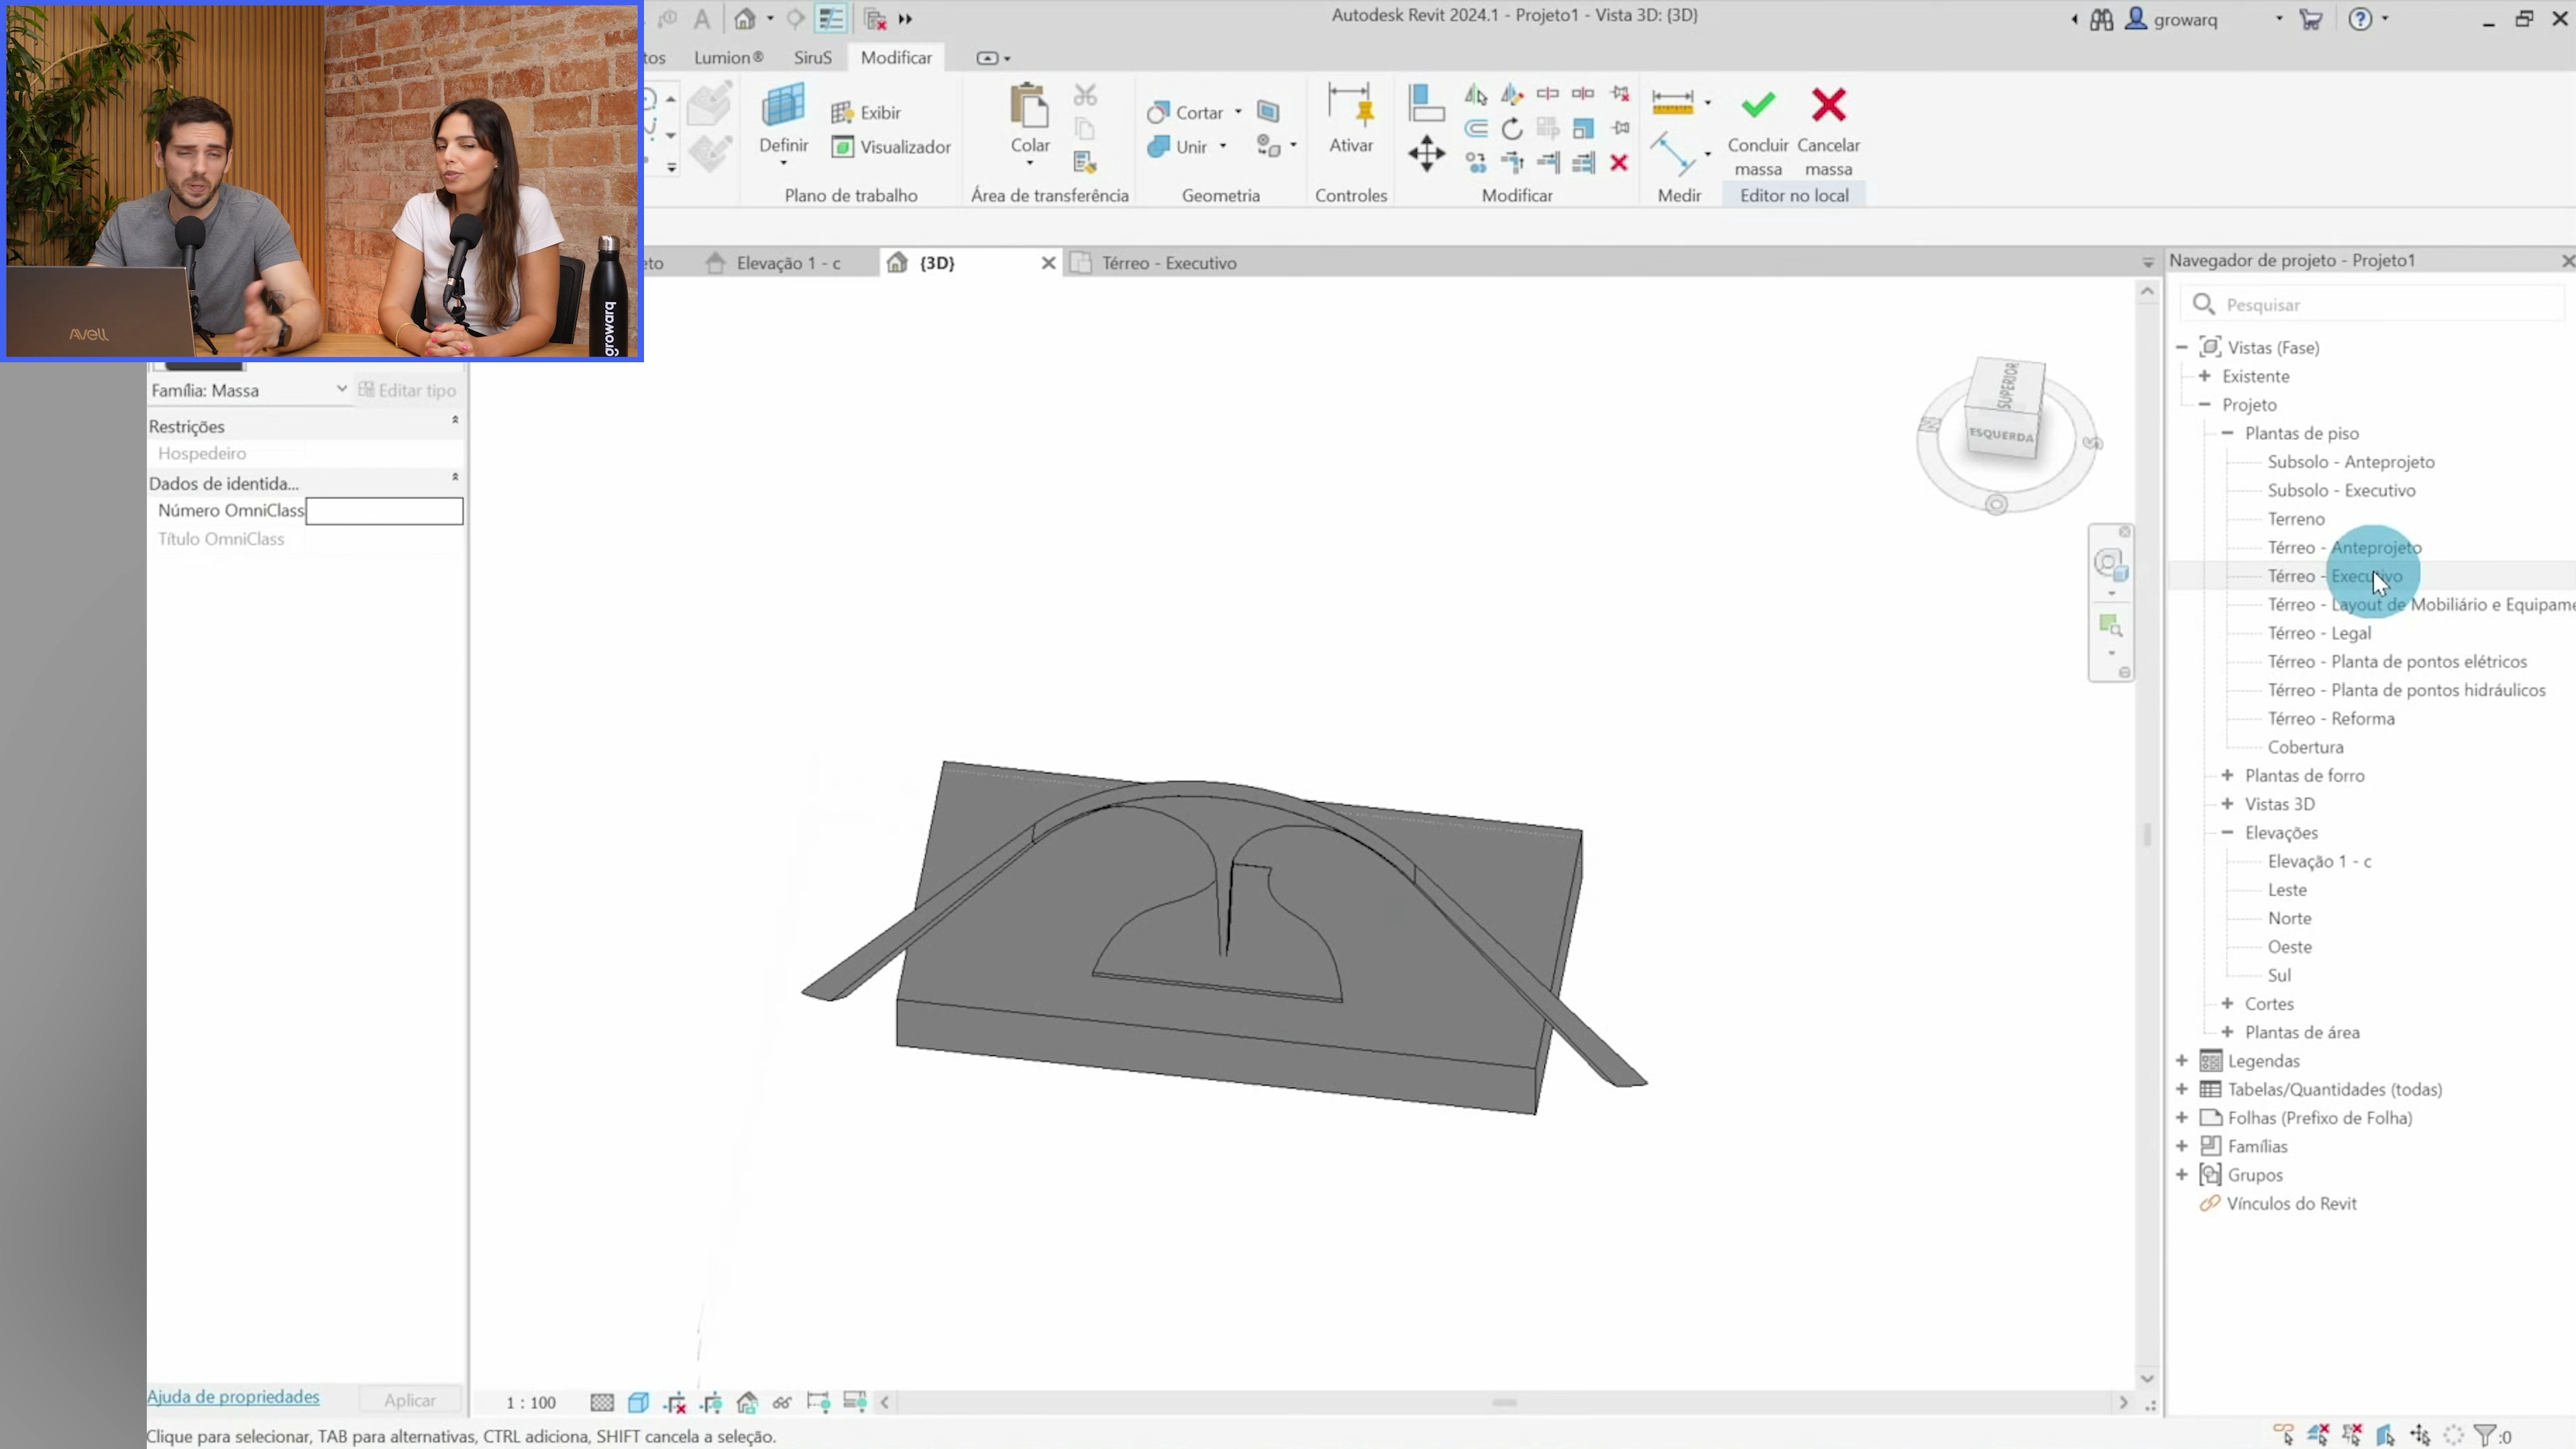 Autodesk Revit 2024.1 - Projeto1 - Vista 3D: {3D}
growarq
tos
Lumion®
SiruS
Modificar
Definir
Exibir
Visualizador
Colar
Cortar
Unir
Ativar
Concluir massa
Cancelar massa
Plano de trabalho
Área de transferência
Geometria
Controles
Modificar
Medir
Editor no local
eto
Elevação 1 - c
{3D}
Térreo - Executivo
AVell
growarq
Família: Massa
Editar tipo
Restrições
Hospedeiro
Dados de identida...
Número OmniClass
Título OmniClass
SUPERIOR
ESQUERDA
Navegador de projeto - Projeto1
Pesquisar
Vistas (Fase)
Existente
Projeto
Plantas de piso
Subsolo - Anteprojeto
Subsolo - Executivo
Terreno
Térreo - Anteprojeto
Térreo - Executivo
Térreo - Layout de Mobiliário e Equipame
Térreo - Legal
Térreo - Planta de pontos elétricos
Térreo - Planta de pontos hidráulicos
Térreo - Reforma
Cobertura
Plantas de forro
Vistas 3D
Elevações
Elevação 1 - c
Leste
Norte
Oeste
Sul
Cortes
Plantas de área
Legendas
Tabelas/Quantidades (todas)
Folhas (Prefixo de Folha)
Famílias
Grupos
Vínculos do Revit
Ajuda de propriedades
Aplicar
1 : 100
Clique para selecionar, TAB para alternativas, CTRL adiciona, SHIFT cancela a seleção.
:0